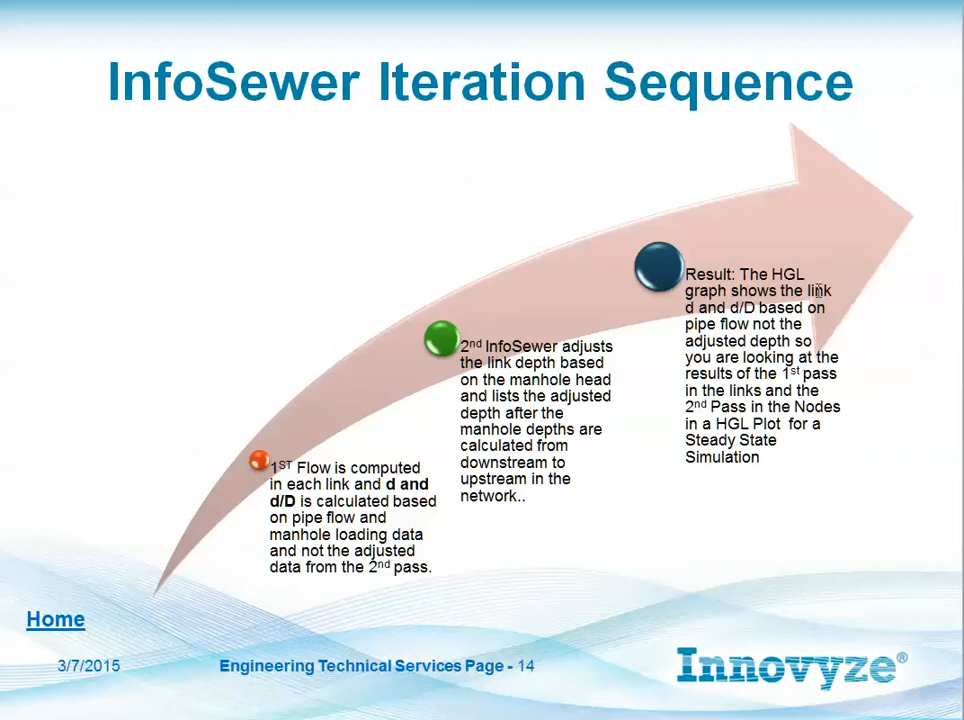 InfoSewer Iteration Sequence
1ST Flow is computed
in each link and d and
d/D is calculated based
on pipe flow and
manhole loading data
and not the adjusted
data from the 2nd pass.
2nd InfoSewer adjusts
the link depth based
on the manhole head
and lists the adjusted
depth after the
manhole depths are
calculated from
downstream to
upstream in the
network..
Result: The HGL
graph shows the link
d and d/D based on
pipe flow not the
adjusted depth so
you are looking at the
results of the 1st pass
in the links and the
2nd Pass in the Nodes
in a HGL Plot for a
Steady State
Simulation
Home
3/7/2015
Engineering Technical Services Page - 14
Innovyze®